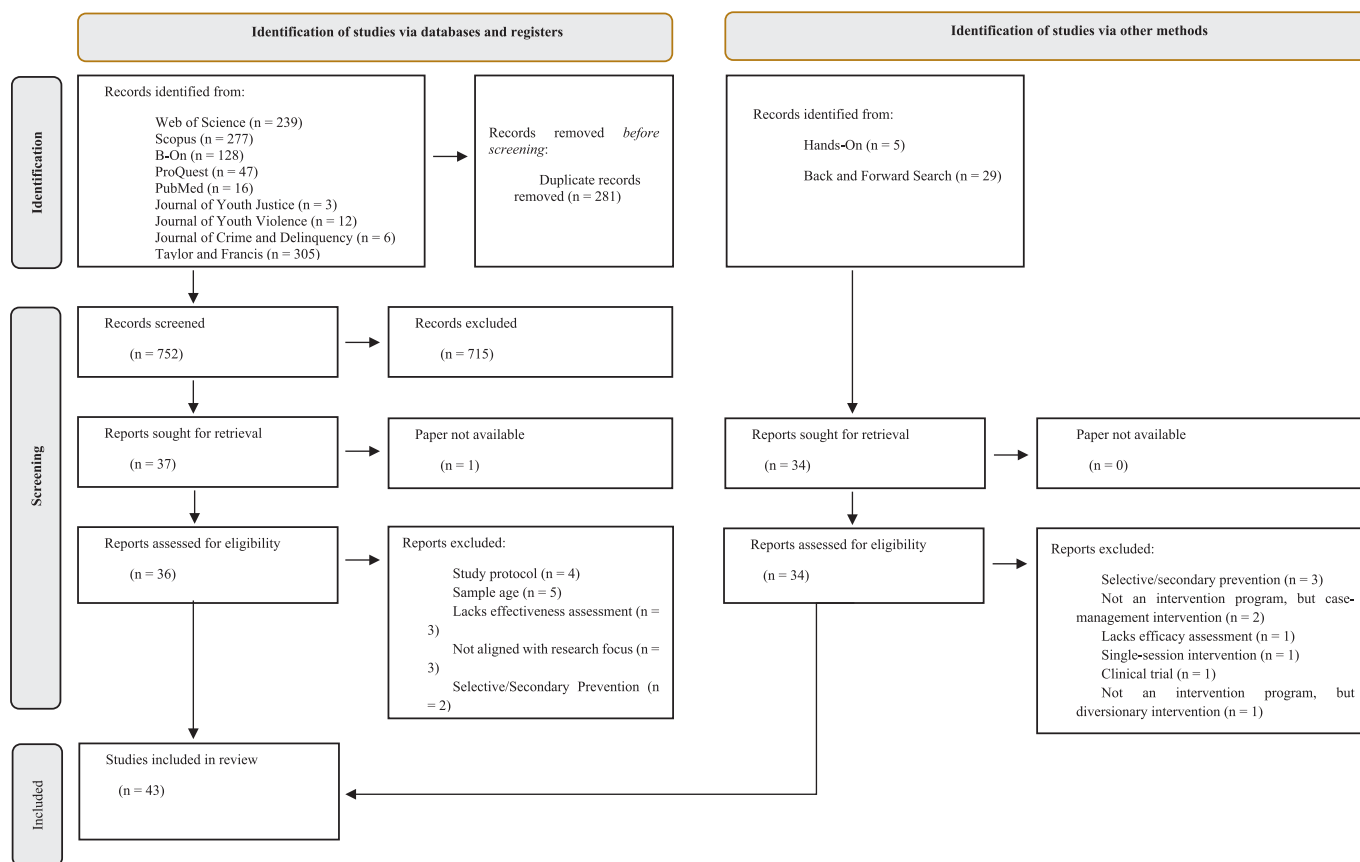 Identification of studies via databases and registers
Identification of studies via other methods
Identification
Records identified from:
Web of Science (n = 239)
Scopus (n = 277)
B-On (n = 128)
ProQuest (n = 47)
PubMed (n = 16)
Journal of Youth Justice (n = 3)
Journal of Youth Violence (n = 12)
Journal of Crime and Delinquency (n = 6)
Taylor and Francis (n = 305)
Records removed before
screening:
Duplicate records
removed (n = 281)
Records identified from:
Hands-On (n = 5)
Back and Forward Search (n = 29)
Screening
Records screened
(n = 752)
Records excluded
(n = 715)
Reports sought for retrieval
(n = 37)
Paper not available
(n = 1)
Reports sought for retrieval
(n = 34)
Paper not available
(n = 0)
Reports assessed for eligibility
(n = 36)
Reports excluded:
Study protocol (n = 4)
Sample age (n = 5)
Lacks effectiveness assessment (n =
3)
Not aligned with research focus (n =
3)
Selective/Secondary Prevention (n
= 2)
Reports assessed for eligibility
(n = 34)
Reports excluded:
Selective/secondary prevention (n = 3)
Not an intervention program, but case-
management intervention (n = 2)
Lacks efficacy assessment (n = 1)
Single-session intervention (n = 1)
Clinical trial (n = 1)
Not an intervention program, but
diversionary intervention (n = 1)
Included
Studies included in review
(n = 43)